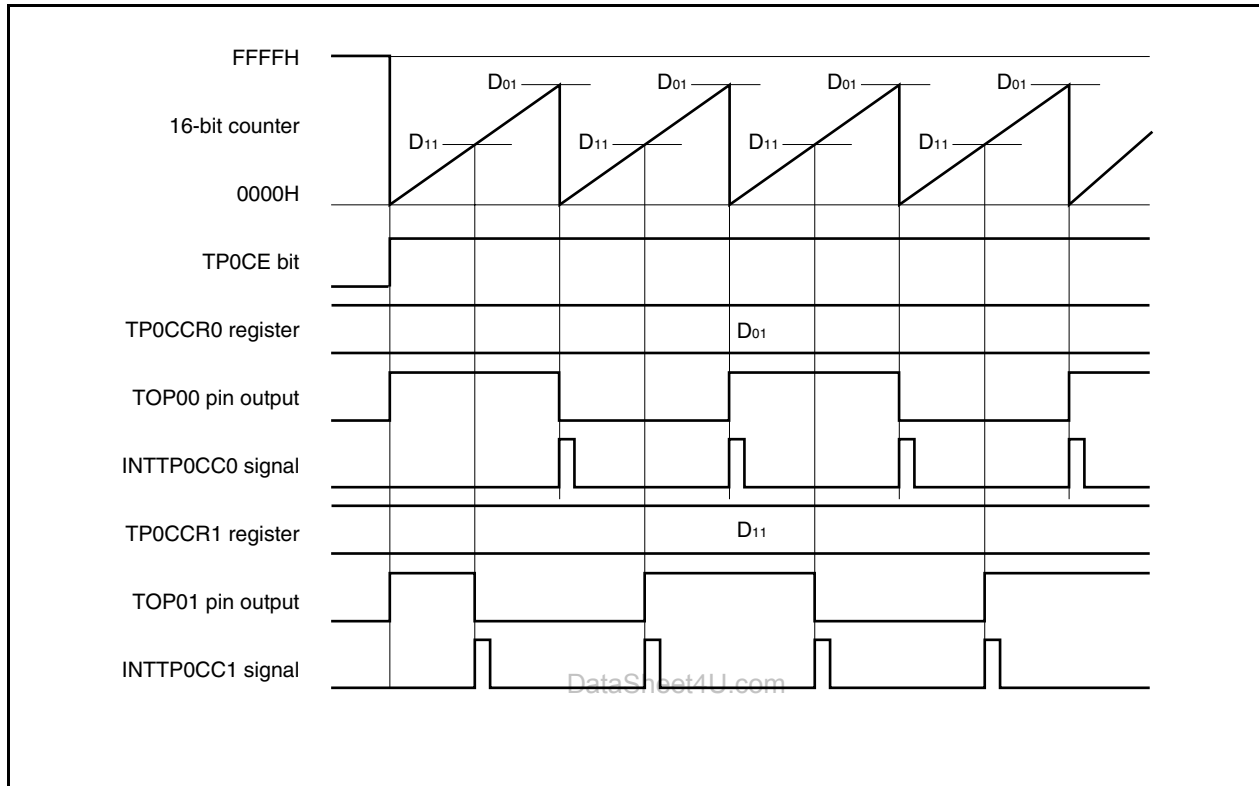 FFFFH
D01 D01 D01 D01
16-bit counter
D11 D11 D11 D11
0000H
TP0CE bit
TP0CCR0 register
D01
TOP00 pin output
INTTP0CC0 signal
TP0CCR1 register
D11
TOP01 pin output
INTTP0CC1 signal
DataSheet4U.com